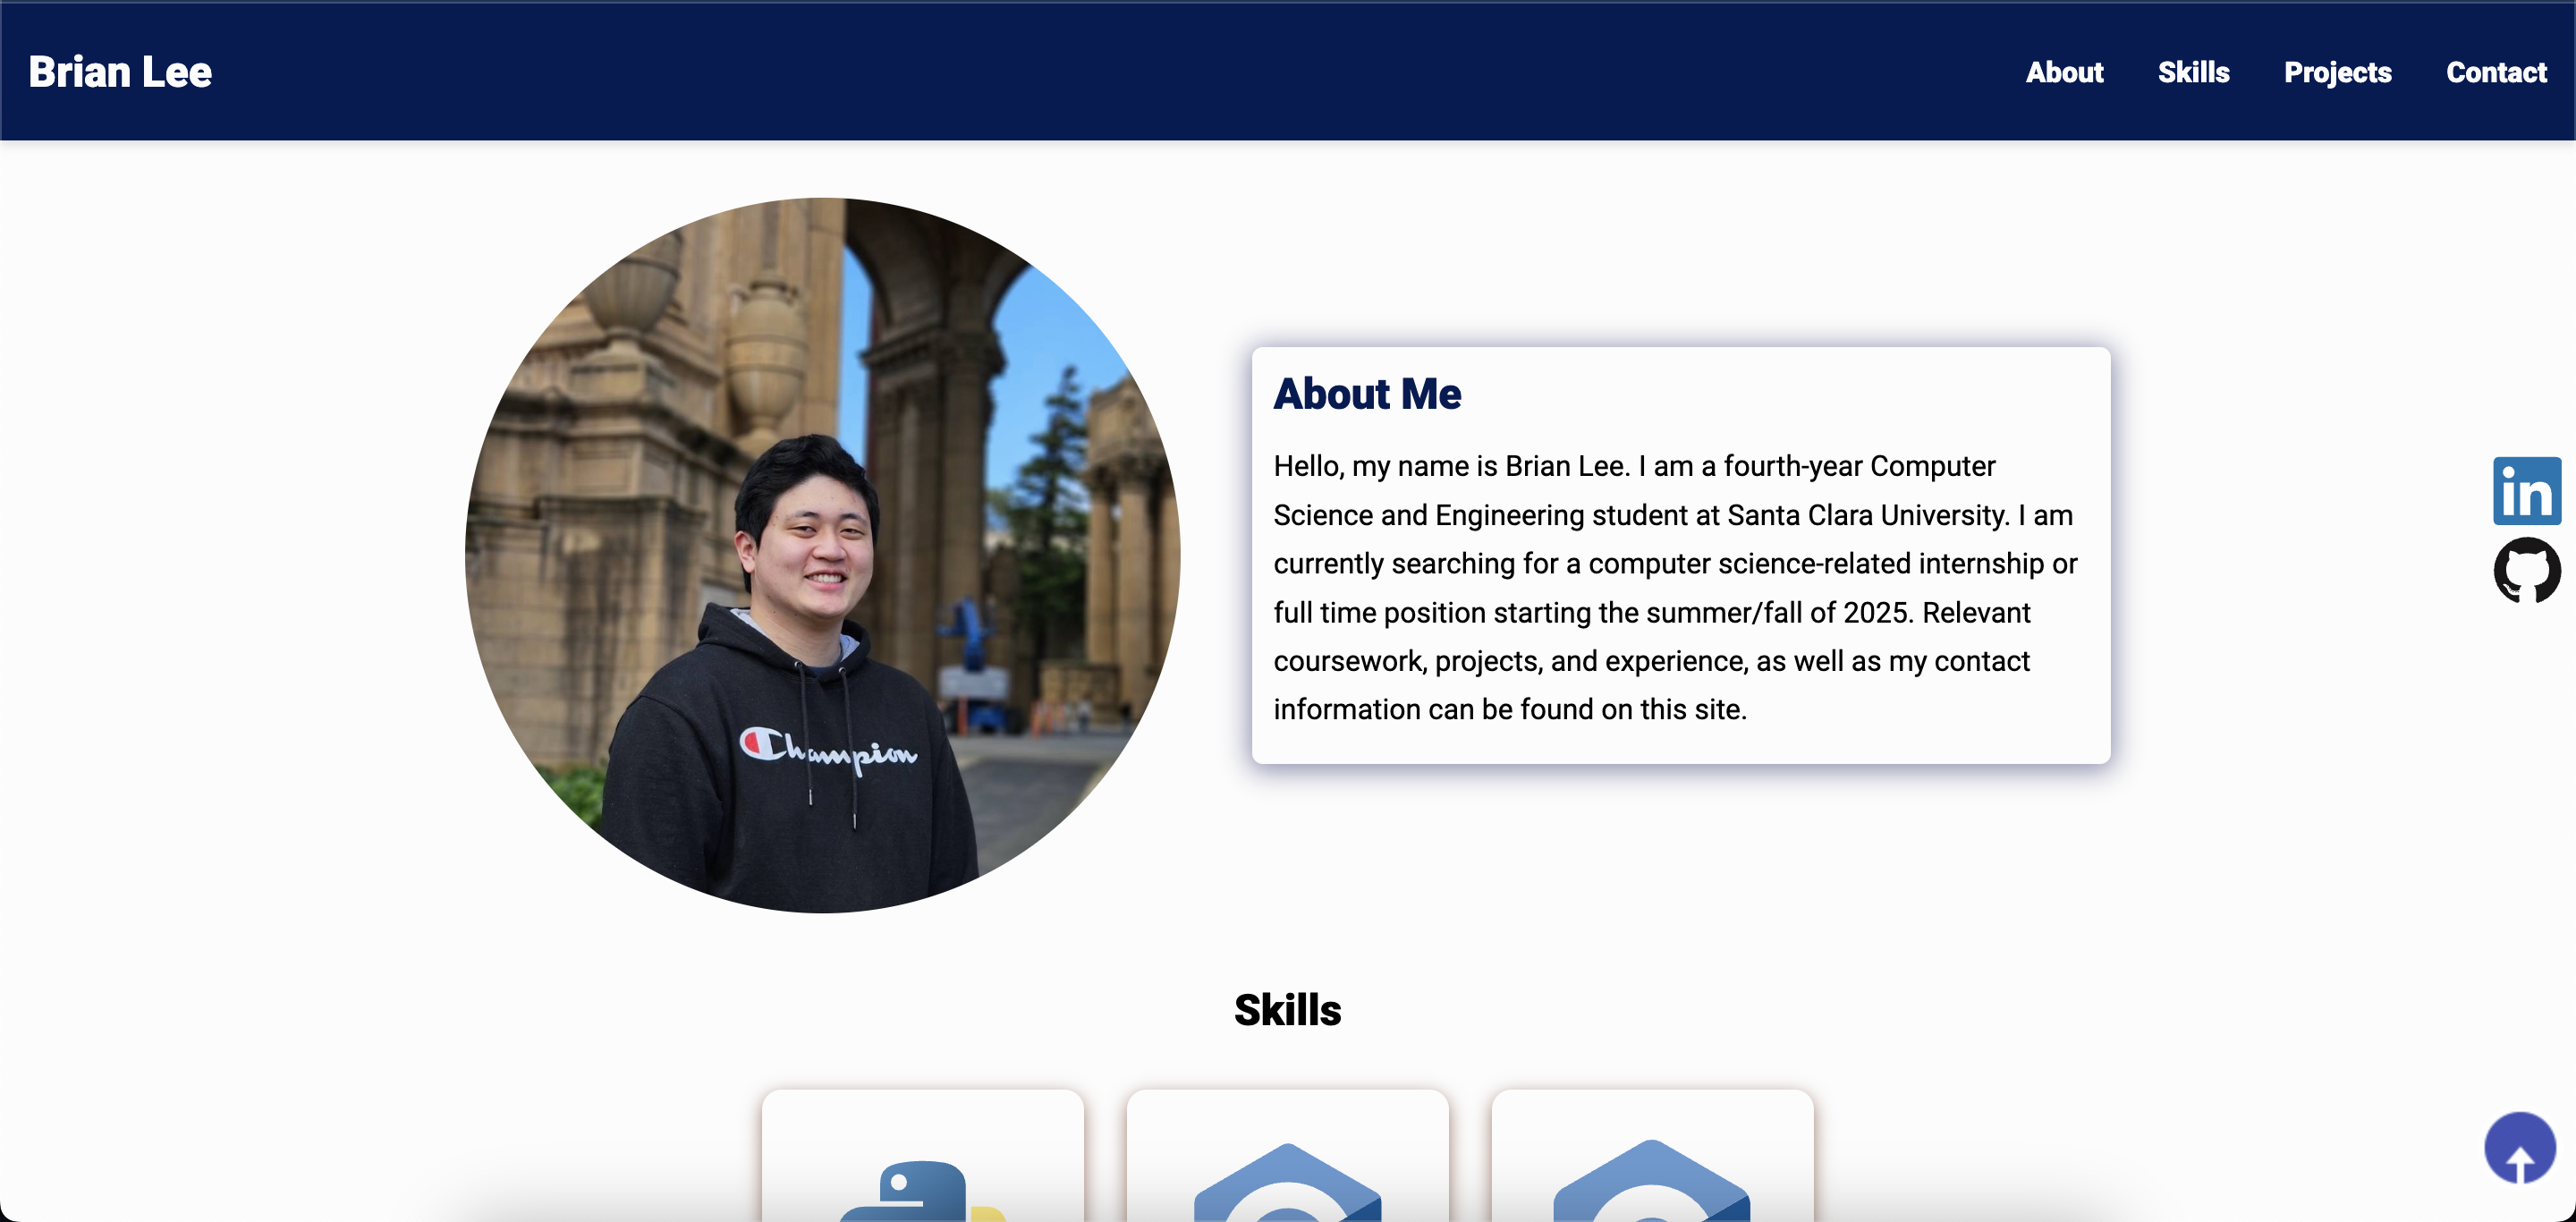 Brian Lee
About Skills Projects Contact
About Me
Hello, my name is Brian Lee. I am a fourth-year Computer
Science and Engineering student at Santa Clara University. I am
currently searching for a computer science-related internship or
full time position starting the summer/fall of 2025. Relevant
coursework, projects, and experience, as well as my contact
information can be found on this site.
in
Champion
Skills